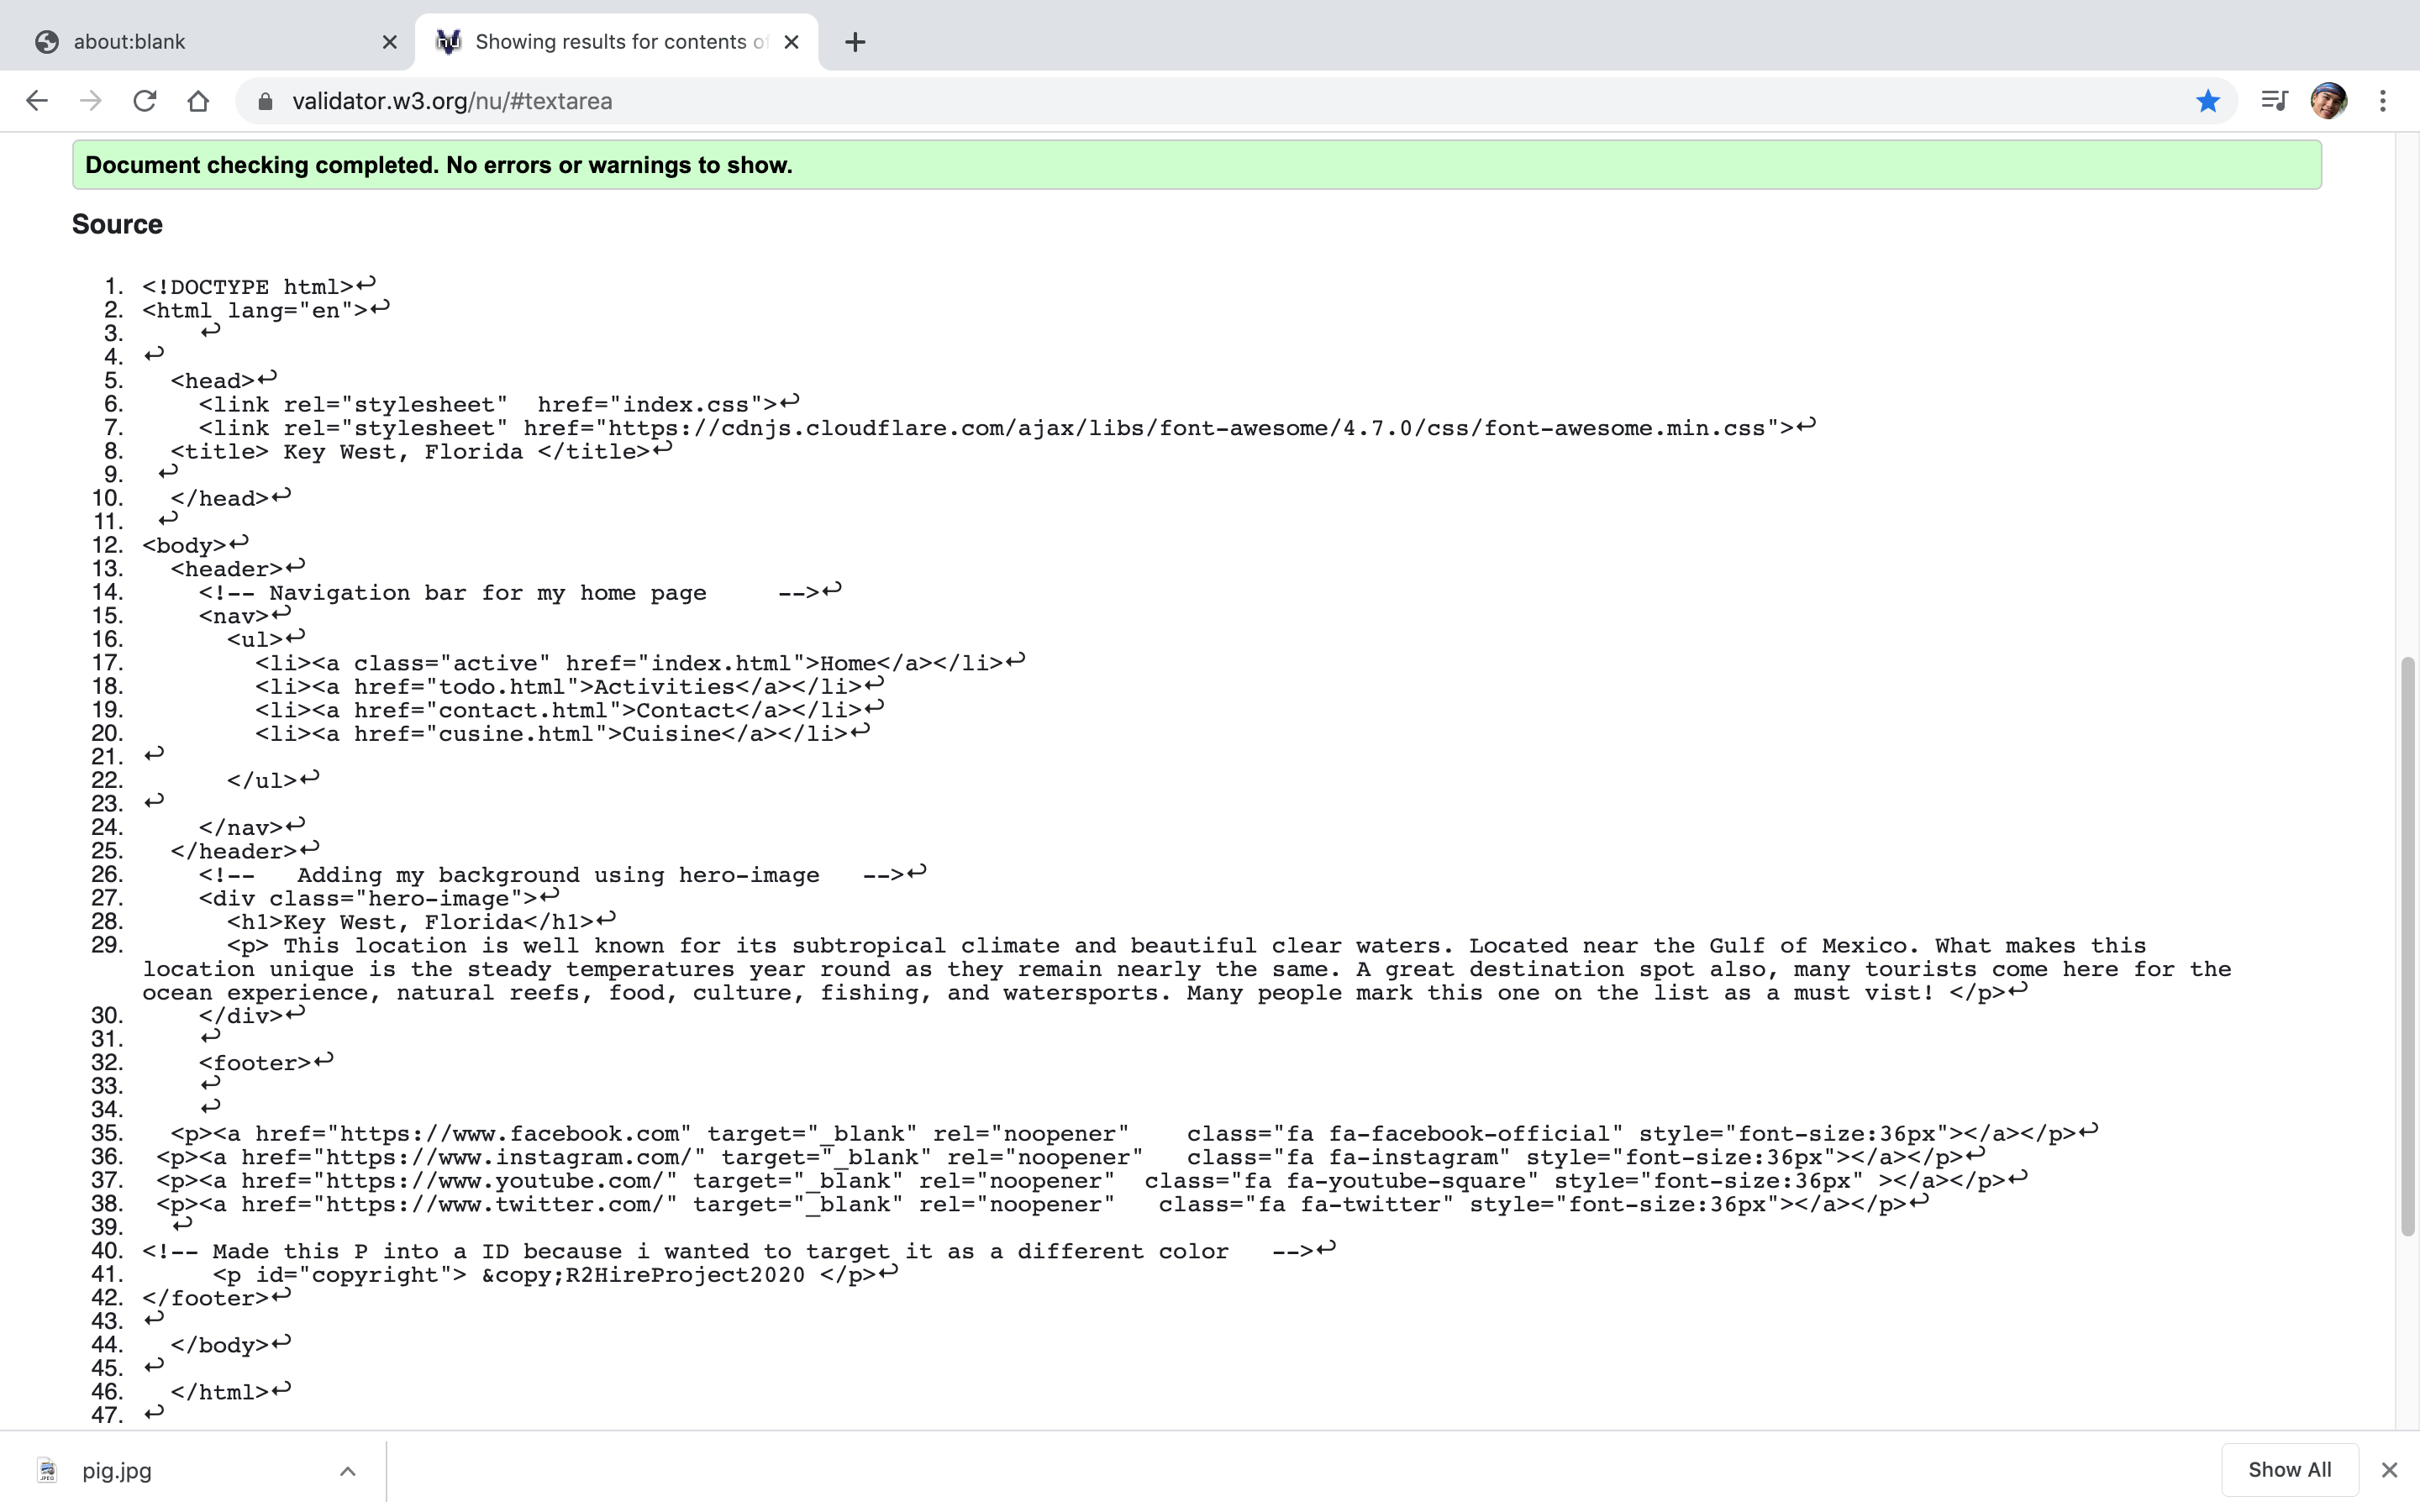 about:blank
Showing results for contents of
validator.w3.org/nu/#textarea
Document checking completed. No errors or warnings to show.
Source
1. <!DOCTYPE html>↩
2. <html lang="en">↩
3.     ↩
4. ↩
5.   <head>↩
6.     <link rel="stylesheet"  href="index.css">↩
7.     <link rel="stylesheet" href="https://cdnjs.cloudflare.com/ajax/libs/font-awesome/4.7.0/css/font-awesome.min.css">↩
8.   <title> Key West, Florida </title>↩
9.  ↩
10.   </head>↩
11.  ↩
12. <body>↩
13.   <header>↩
14.     <!-- Navigation bar for my home page     -->↩
15.     <nav>↩
16.       <ul>↩
17.         <li><a class="active" href="index.html">Home</a></li>↩
18.         <li><a href="todo.html">Activities</a></li>↩
19.         <li><a href="contact.html">Contact</a></li>↩
20.         <li><a href="cusine.html">Cuisine</a></li>↩
21. ↩
22.       </ul>↩
23. ↩
24.     </nav>↩
25.   </header>↩
26.     <!--   Adding my background using hero-image   -->↩
27.     <div class="hero-image">↩
28.       <h1>Key West, Florida</h1>↩
29.       <p> This location is well known for its subtropical climate and beautiful clear waters. Located near the Gulf of Mexico. What makes this
location unique is the steady temperatures year round as they remain nearly the same. A great destination spot also, many tourists come here for the
ocean experience, natural reefs, food, culture, fishing, and watersports. Many people mark this one on the list as a must vist! </p>↩
30.     </div>↩
31.     ↩
32.     <footer>↩
33.     ↩
34.     ↩
35.   <p><a href="https://www.facebook.com" target="_blank" rel="noopener"    class="fa fa-facebook-official" style="font-size:36px"></a></p>↩
36.  <p><a href="https://www.instagram.com/" target="_blank" rel="noopener"   class="fa fa-instagram" style="font-size:36px"></a></p>↩
37.  <p><a href="https://www.youtube.com/" target="_blank" rel="noopener"  class="fa fa-youtube-square" style="font-size:36px" ></a></p>↩
38.  <p><a href="https://www.twitter.com/" target="_blank" rel="noopener"   class="fa fa-twitter" style="font-size:36px"></a></p>↩
39.   ↩
40. <!-- Made this P into a ID because i wanted to target it as a different color   -->↩
41.      <p id="copyright"> &copy;R2HireProject2020 </p>↩
42. </footer>↩
43. ↩
44.   </body>↩
45. ↩
46.   </html>↩
47. ↩
pig.jpg
Show All